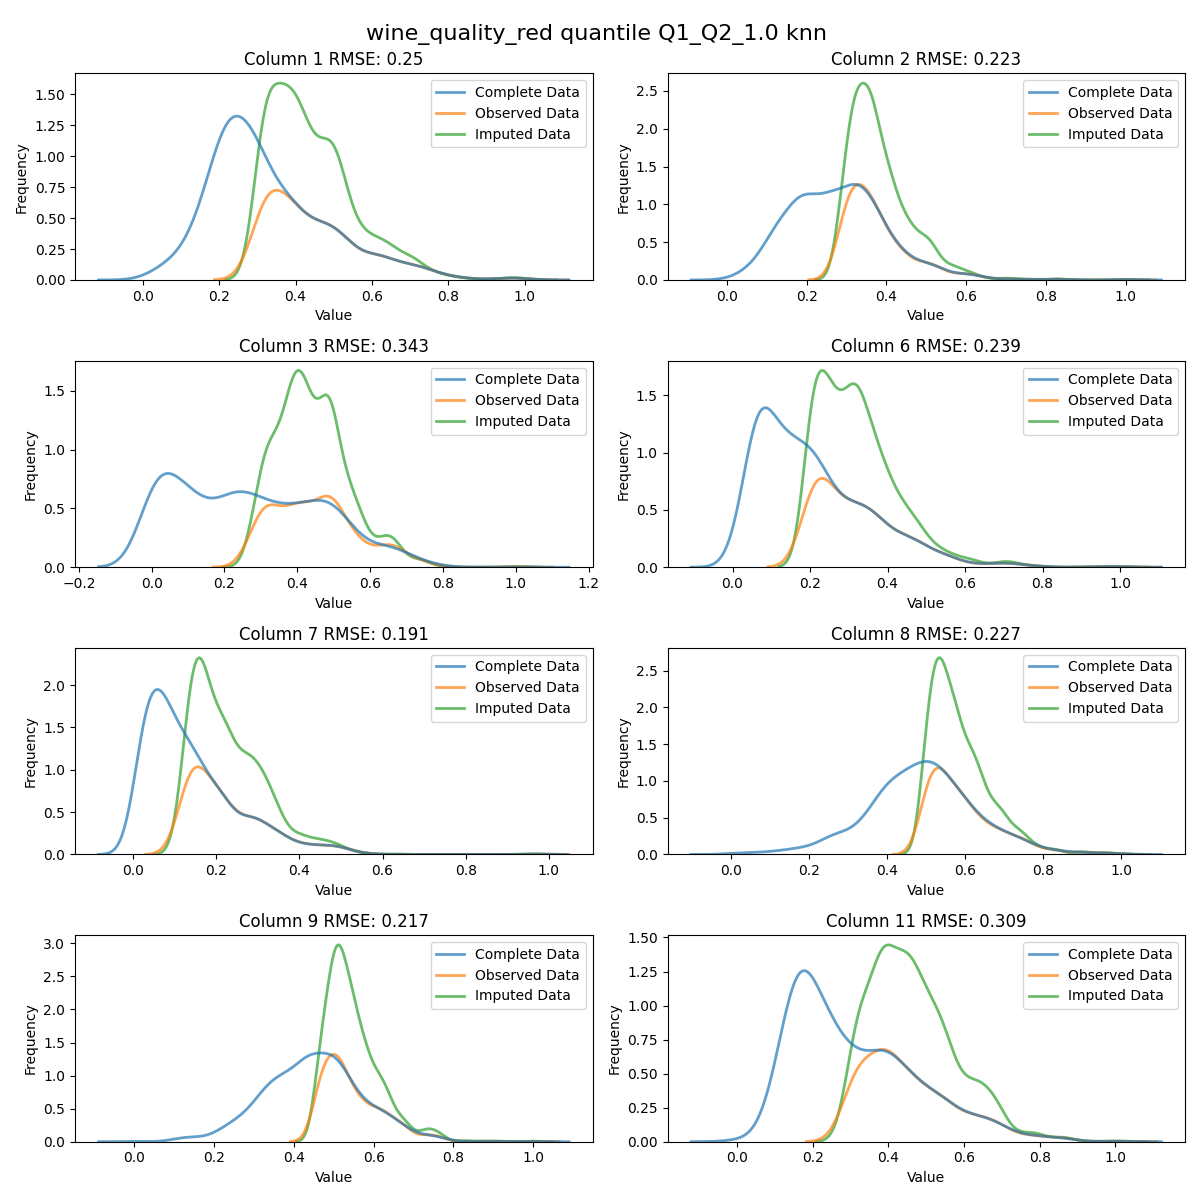 wine_quality_red quantile Q1_Q2_1.0 knn
Column 1 RMSE: 0.25
Frequency
1.50
1.25
1.00
0.75
0.50
0.25
0.00
0.0 0.2 0.4 0.6 0.8 1.0
Value
Complete Data
Observed Data
Imputed Data
Column 2 RMSE: 0.223
Frequency
2.5
2.0
1.5
1.0
0.5
0.0
0.0 0.2 0.4 0.6 0.8 1.0
Value
Complete Data
Observed Data
Imputed Data
Column 3 RMSE: 0.343
Frequency
1.5
1.0
0.5
0.0
−0.2 0.0 0.2 0.4 0.6 0.8 1.0 1.2
Value
Complete Data
Observed Data
Imputed Data
Column 6 RMSE: 0.239
Frequency
1.5
1.0
0.5
0.0
0.0 0.2 0.4 0.6 0.8 1.0
Value
Complete Data
Observed Data
Imputed Data
Column 7 RMSE: 0.191
Frequency
2.0
1.5
1.0
0.5
0.0
0.0 0.2 0.4 0.6 0.8 1.0
Value
Complete Data
Observed Data
Imputed Data
Column 8 RMSE: 0.227
Frequency
2.5
2.0
1.5
1.0
0.5
0.0
0.0 0.2 0.4 0.6 0.8 1.0
Value
Complete Data
Observed Data
Imputed Data
Column 9 RMSE: 0.217
Frequency
3.0
2.5
2.0
1.5
1.0
0.5
0.0
0.0 0.2 0.4 0.6 0.8 1.0
Value
Complete Data
Observed Data
Imputed Data
Column 11 RMSE: 0.309
Frequency
1.50
1.25
1.00
0.75
0.50
0.25
0.00
0.0 0.2 0.4 0.6 0.8 1.0
Value
Complete Data
Observed Data
Imputed Data